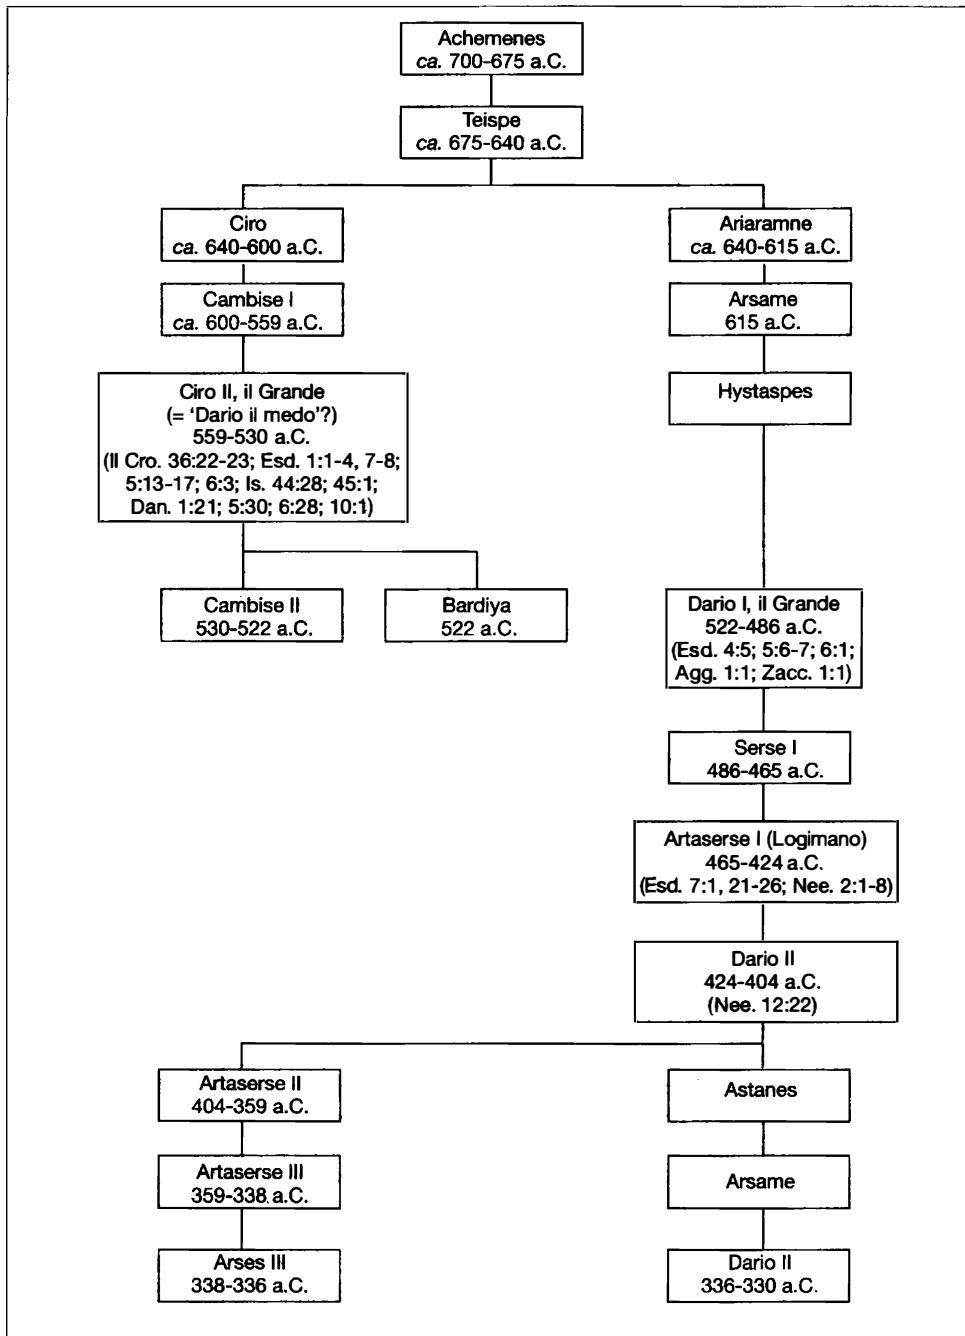 Achemenes
ca. 700-675 a.C.
Teispe
ca. 675-640 a.C.
Ciro
ca. 640-600 a.C.
Ariaramne
ca. 640-615 a.C.
Cambise I
ca. 600-559 a.C.
Arsame
615 a.C.
Ciro II, il Grande
(= ‘Dario il medo’?)
559-530 a.C.
(II Cro. 36:22-23; Esd. 1:1-4, 7-8;
5:13-17; 6:3; Is. 44:28; 45:1;
Dan. 1:21; 5:30; 6:28; 10:1)
Hystaspes
Cambise II
530-522 a.C.
Bardiya
522 a.C.
Dario I, il Grande
522-486 a.C.
(Esd. 4:5; 5:6-7; 6:1;
Agg. 1:1; Zacc. 1:1)
Serse I
486-465 a.C.
Artaserse I (Logimano)
465-424 a.C.
(Esd. 7:1, 21-26; Nee. 2:1-8)
Dario II
424-404 a.C.
(Nee. 12:22)
Artaserse II
404-359 a.C.
Astanes
Artaserse III
359-338 a.C.
Arsame
Arses III
338-336 a.C.
Dario II
336-330 a.C.